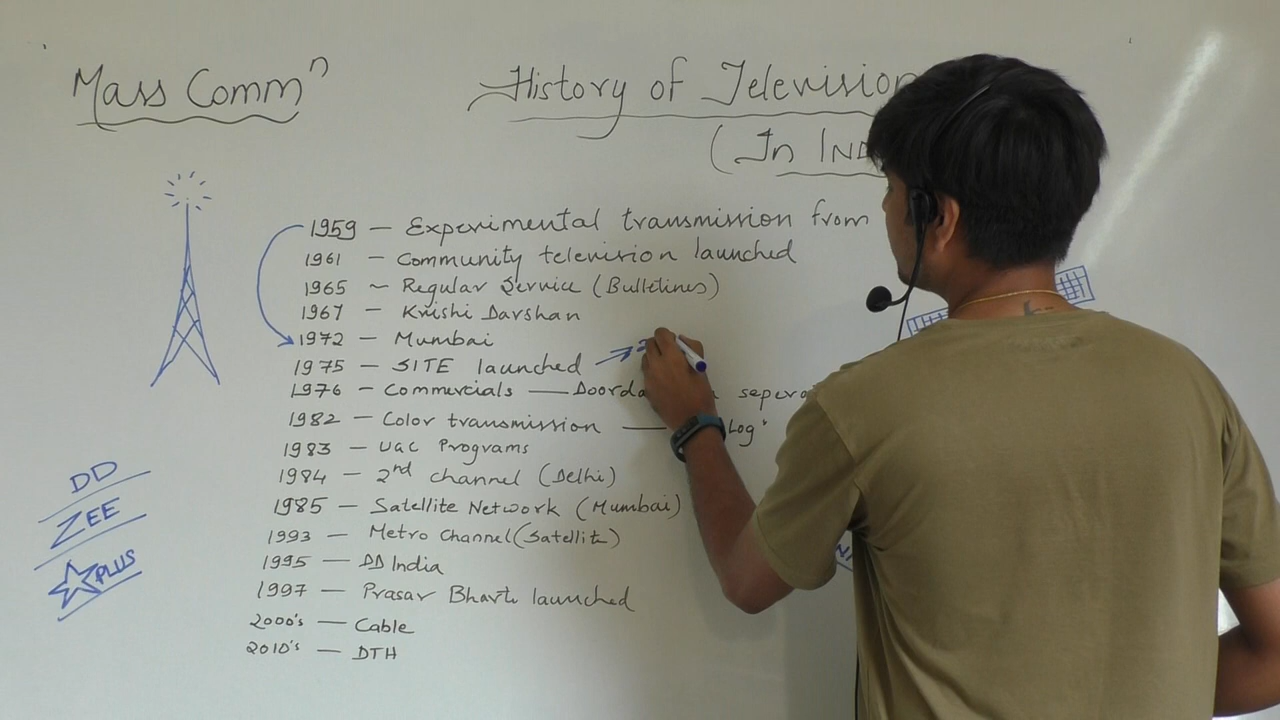 Mass Commⁿ
History of Television
(In IND
1959 — Experimental transmission from
1961 — Community television launched
1965 ~ Regular Service (Bulletines)
1967 — Krishi Darshan
1972 — Mumbai
1975 — SITE launched
1976 — Commercials — Doorda sepera
1982 — Color transmission — Log
1983 — UGC Programs
1984 — 2nd channel (Delhi)
1985 — Satellite Network (Mumbai)
1993 — Metro Channel (Satellite)
1995 — DD India
1997 — Prasar Bharti launched
2000's — Cable
2010's — DTH
DD
ZEE
PLUS